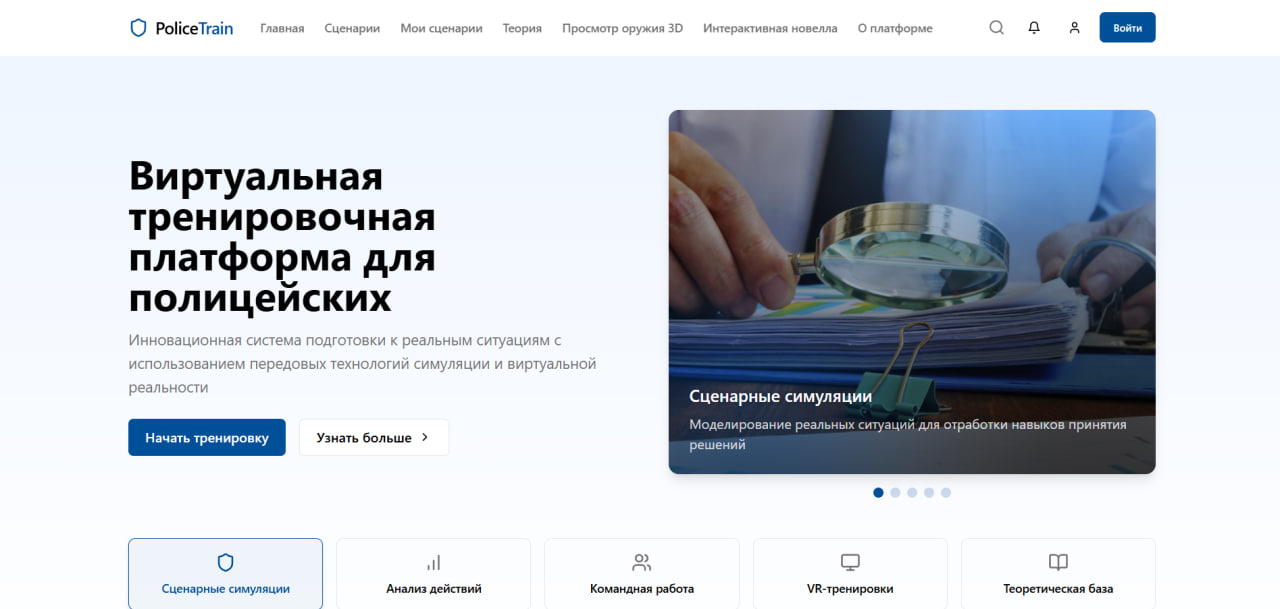 PoliceTrain
Главная Сценарии Мои сценарии Теория Просмотр оружия 3D Интерактивная новелла О платформе
Войти
Виртуальная
тренировочная
платформа для
полицейских
Инновационная система подготовки к реальным ситуациям с
использованием передовых технологий симуляции и виртуальной
реальности
Начать тренировку
Узнать больше
Сценарные симуляции
Моделирование реальных ситуаций для отработки навыков принятия
решений
Сценарные симуляции
Анализ действий
Командная работа
VR-тренировки
Теоретическая база